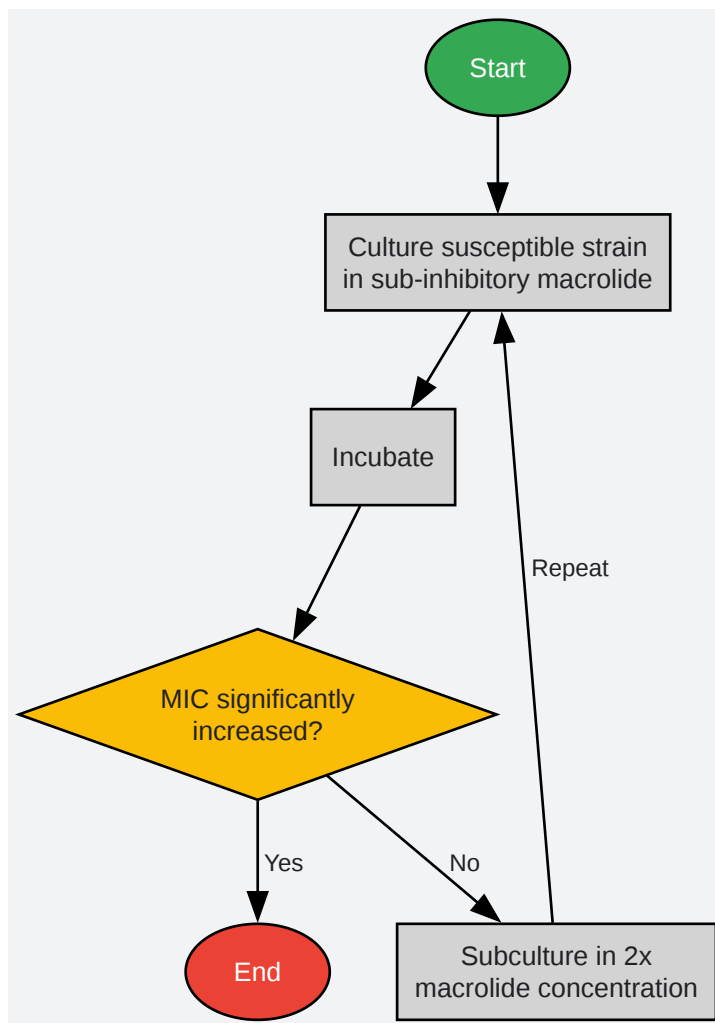 Start
Culture susceptible strain
in sub-inhibitory macrolide
Incubate
Repeat
MIC significantly
increased?
Yes
No
End
Subculture in 2x
macrolide concentration